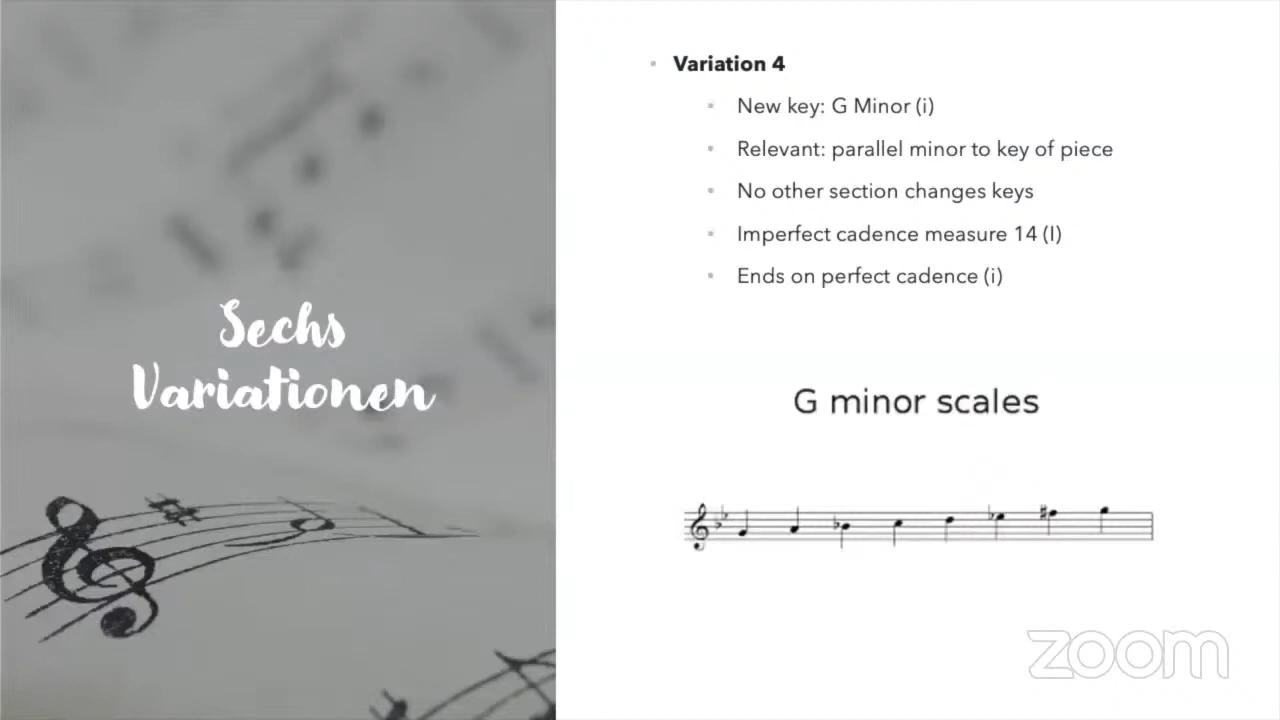 Sechs
Variationen
Variation 4
New key: G Minor (i)
Relevant: parallel minor to key of piece
No other section changes keys
Imperfect cadence measure 14 (I)
Ends on perfect cadence (i)
G minor scales
zoom